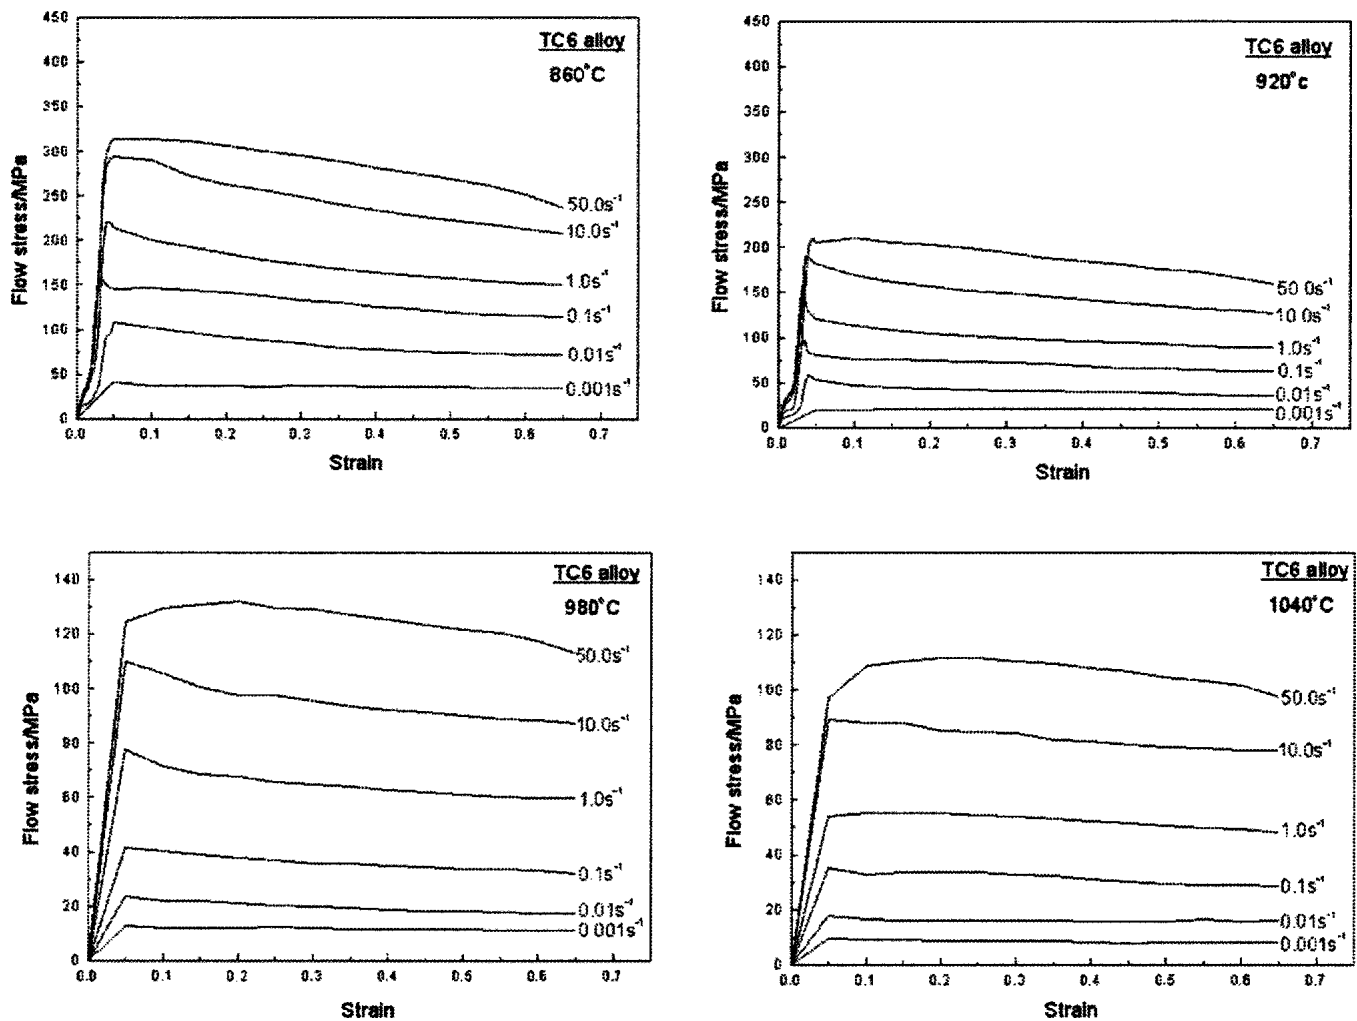 TC6 alloy
860°C
Flow stress/MPa
450
400
350
300
250
200
150
100
50
0
50.0s⁻¹
10.0s⁻¹
1.0s⁻¹
0.1s⁻¹
0.01s⁻¹
0.001s⁻¹
0.0 0.1 0.2 0.3 0.4 0.5 0.6 0.7
Strain
TC6 alloy
920°c
Flow stress/MPa
450
400
350
300
250
200
150
100
50
0
50.0s⁻¹
10.0s⁻¹
1.0s⁻¹
0.1s⁻¹
0.01s⁻¹
0.001s⁻¹
0.0 0.1 0.2 0.3 0.4 0.5 0.6 0.7
Strain
TC6 alloy
980°C
Flow stress/MPa
140
120
100
80
60
40
20
0
50.0s⁻¹
10.0s⁻¹
1.0s⁻¹
0.1s⁻¹
0.01s⁻¹
0.001s⁻¹
0.0 0.1 0.2 0.3 0.4 0.5 0.6 0.7
Strain
TC6 alloy
1040°C
Flow stress/MPa
140
120
100
80
60
40
20
0
50.0s⁻¹
10.0s⁻¹
1.0s⁻¹
0.1s⁻¹
0.01s⁻¹
0.001s⁻¹
0.0 0.1 0.2 0.3 0.4 0.5 0.6 0.7
Strain